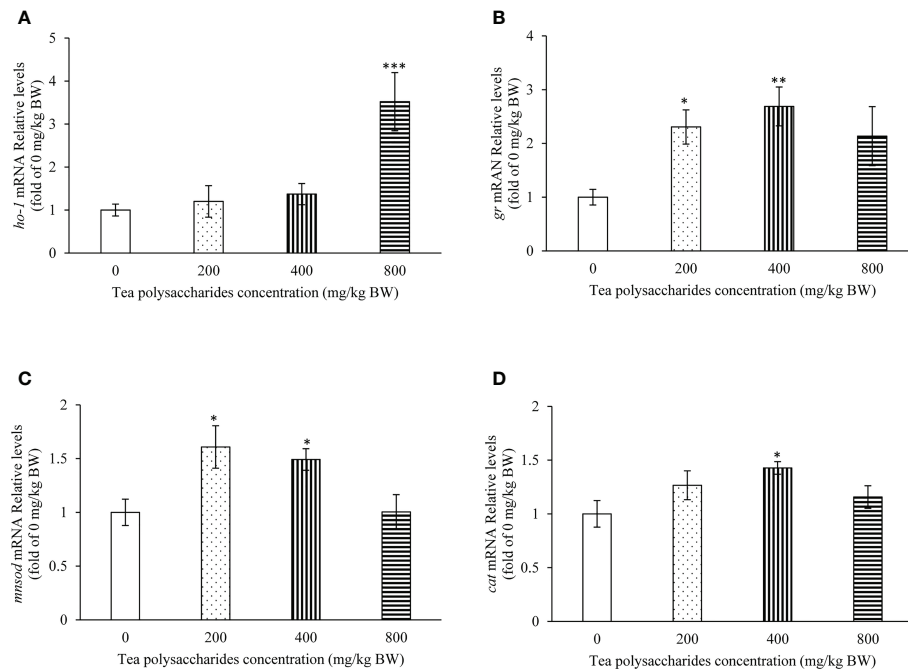 A
ho-1 mRNA Relative levels
(fold of 0 mg/kg BW)
5
4
3
2
1
0
***
0 200 400 800
Tea polysaccharides concentration (mg/kg BW)
B
gr mRAN Relative levels
(fold of 0 mg/kg BW)
4
3
2
1
0
*
**
0 200 400 800
Tea polysaccharides concentration (mg/kg BW)
C
mnsod mRNA Relative levels
(fold of 0 mg/kg BW)
2
1.5
1
0.5
0
*
*
0 200 400 800
Tea polysaccharides concentration (mg/kg BW)
D
cat mRNA Relative levels
(fold of 0 mg/kg BW)
2
1.5
1
0.5
0
*
0 200 400 800
Tea polysaccharides concentration (mg/kg BW)